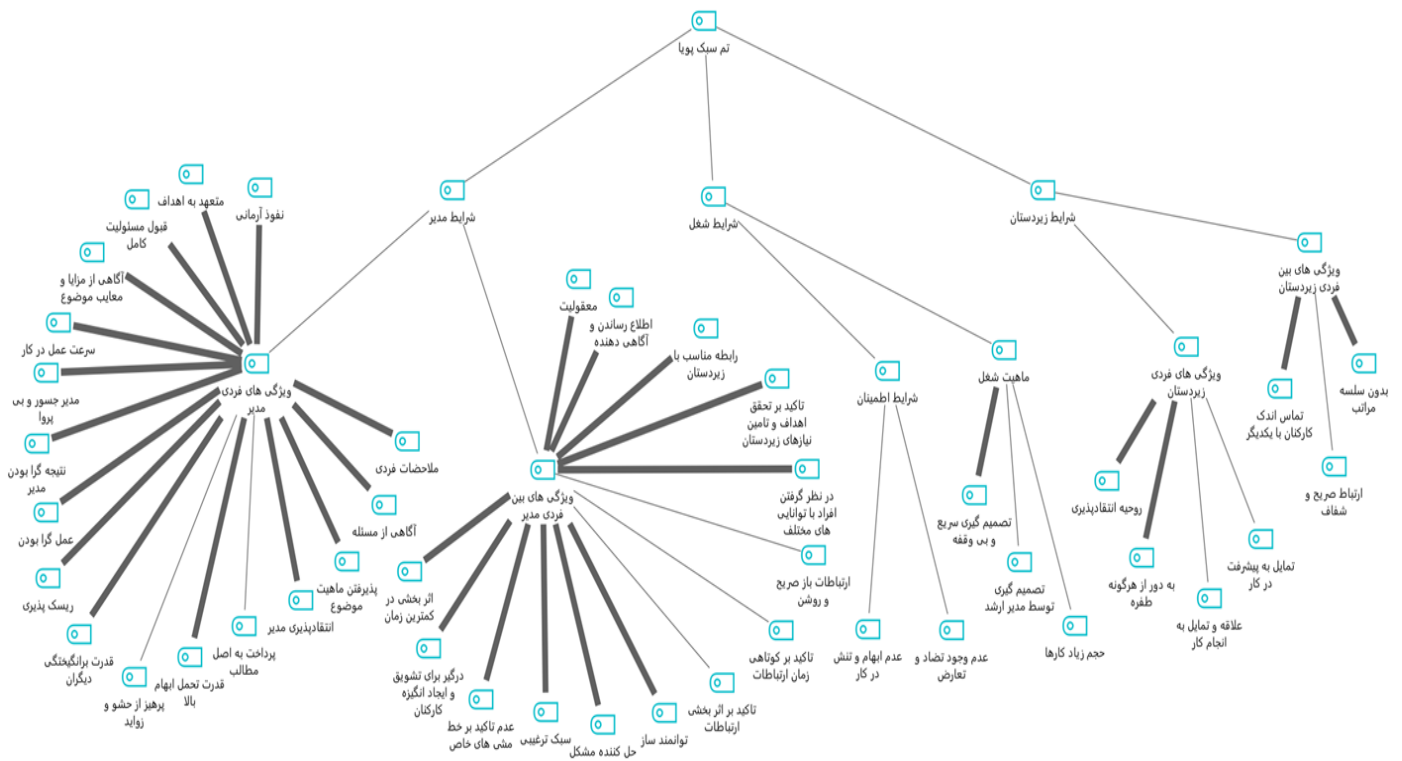 تم سبک پویا
شرایط مدیر
شرایط شغل
شرایط زیردستان
ویژگی های فردی
مدیر
نفوذ آرمانی
متعهد به اهداف
قبول مسئولیت
کامل
آگاهی از مزایا و
معایب موضوع
سرعت عمل در کار
مدیر جسور و بی
پروا
نتیجه گرا بودن
مدیر
عمل گرا بودن
ریسک پذیری
قدرت برانگیختگی
دیگران
پرهیز از حشو و
زواید
قدرت تحمل ابهام
بالا
پرداخت به اصل
مطالب
انتقادپذیری مدیر
پذیرفتن ماهیت
موضوع
آگاهی از مسئله
ملاحضات فردی
ویژگی های بین
فردی مدیر
معقولیت
اطلاع رساندن و
آگاهی دهنده
رابطه مناسب با
زیردستان
تاکید بر تحقق
اهداف و تامین
نیازهای زیردستان
در نظر گرفتن
افراد با توانایی
های مختلف
ارتباطات باز صریح
و روشن
تاکید بر کوتاهی
زمان ارتباطات
تاکید بر اثر بخشی
ارتباطات
توانمند ساز
حل کننده مشکل
سبک ترغیبی
عدم تاکید بر خط
مشی های خاص
درگیر برای تشویق
و ایجاد انگیزه
کارکنان
اثر بخشی در
کمترین زمان
شرایط اطمینان
عدم ابهام و تنش
در کار
عدم وجود تضاد و
تعارض
ماهیت شغل
تصمیم گیری سریع
و بی وقفه
تصمیم گیری
توسط مدیر ارشد
حجم زیاد کارها
ویژگی های فردی
زیردستان
روحیه انتقادپذیری
به دور از هرگونه
طفره
علاقه و تمایل به
انجام کار
تمایل به پیشرفت
در کار
ویژگی های بین
فردی زیردستان
تماس اندک
کارکنان با یکدیگر
ارتباط صریح و
شفاف
بدون سلسه
مراتب